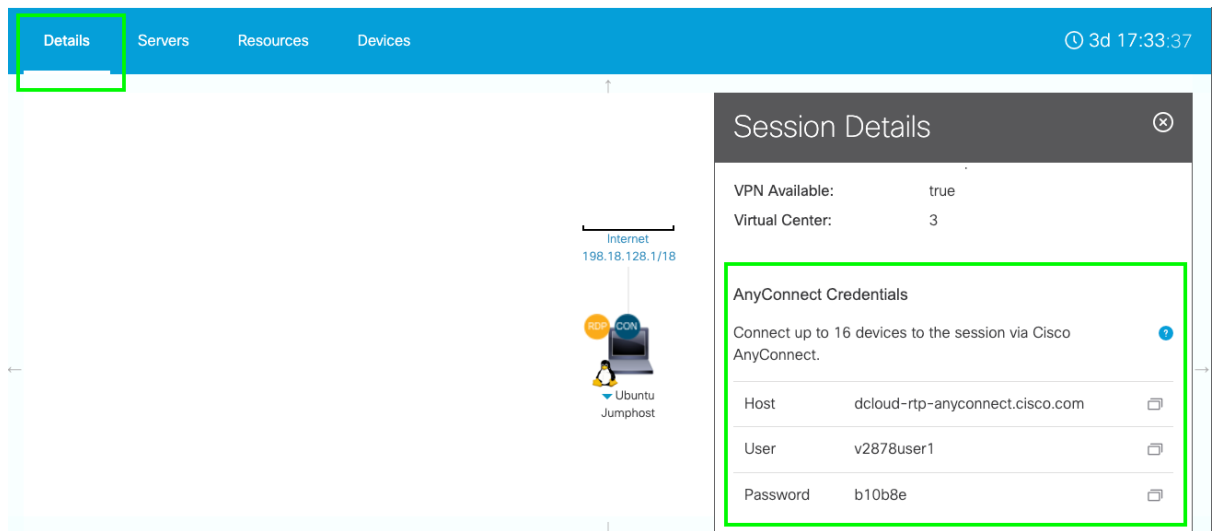 Details Servers Resources Devices 3d 17:33:37
Session Details
VPN Available: true
Virtual Center: 3
Internet
198.18.128.1/18
RDP CON
Ubuntu
Jumphost
AnyConnect Credentials
Connect up to 16 devices to the session via Cisco
AnyConnect.
?
Host dcloud-rtp-anyconnect.cisco.com
User v2878user1
Password b10b8e